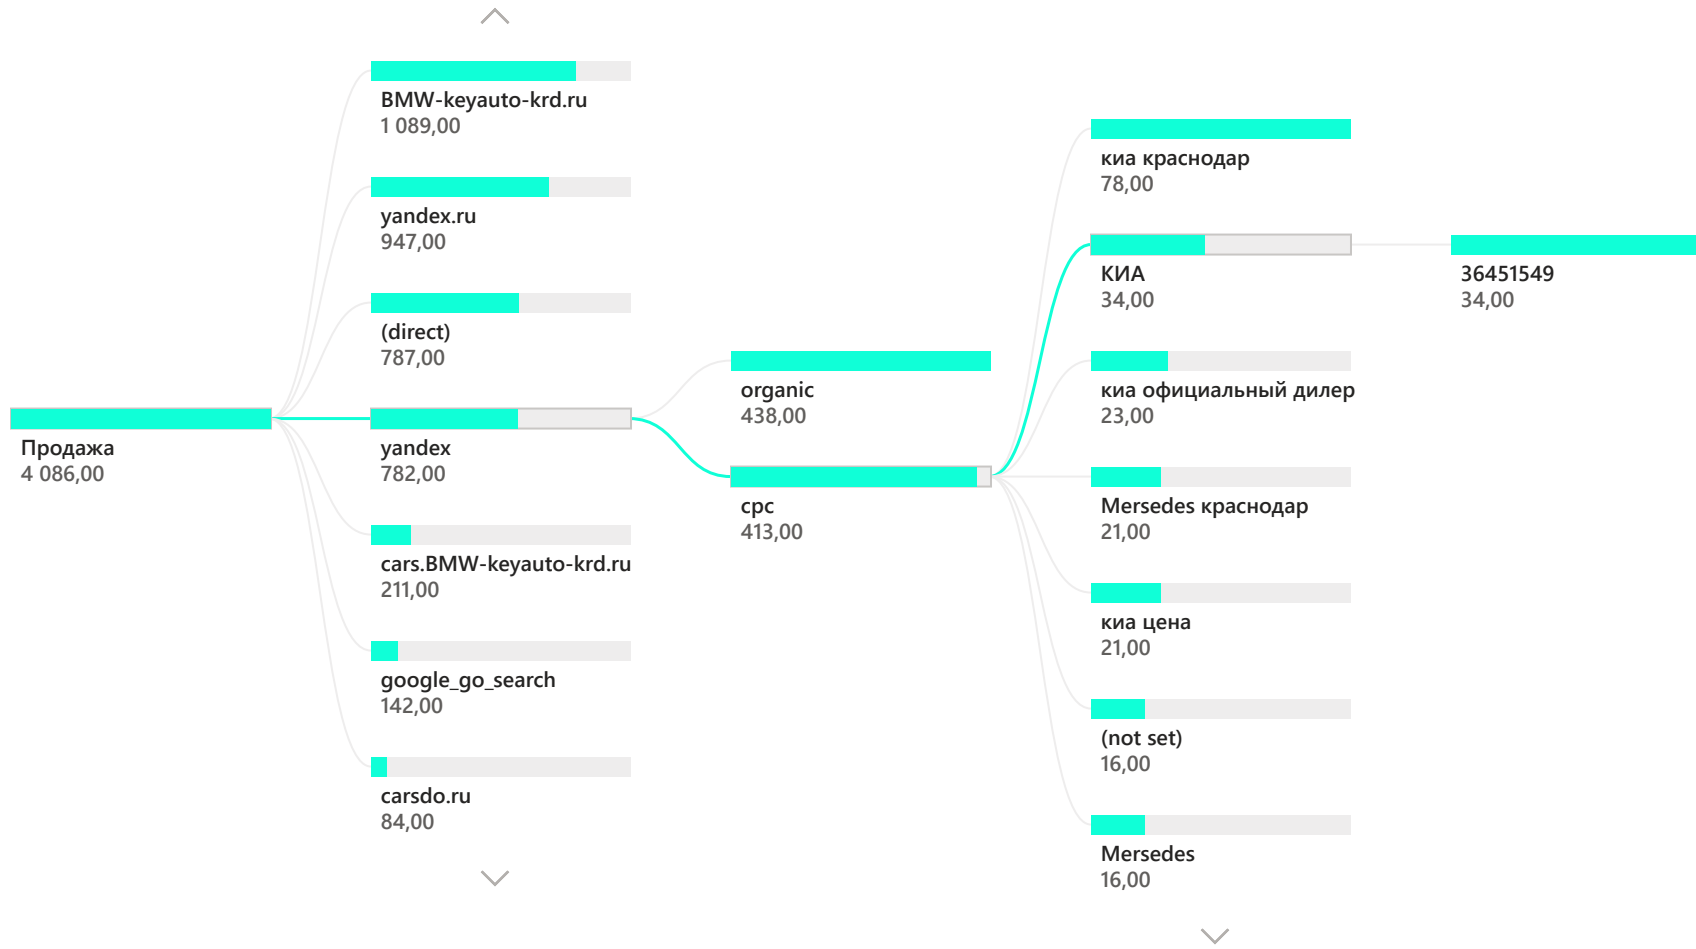 Продажа
4 086,00
BMW-keyauto-krd.ru
1 089,00
yandex.ru
947,00
(direct)
787,00
yandex
782,00
cars.BMW-keyauto-krd.ru
211,00
google_go_search
142,00
carsdo.ru
84,00
organic
438,00
cpc
413,00
киа краснодар
78,00
КИА
34,00
киа официальный дилер
23,00
Mersedes краснодар
21,00
киа цена
21,00
(not set)
16,00
Mersedes
16,00
36451549
34,00